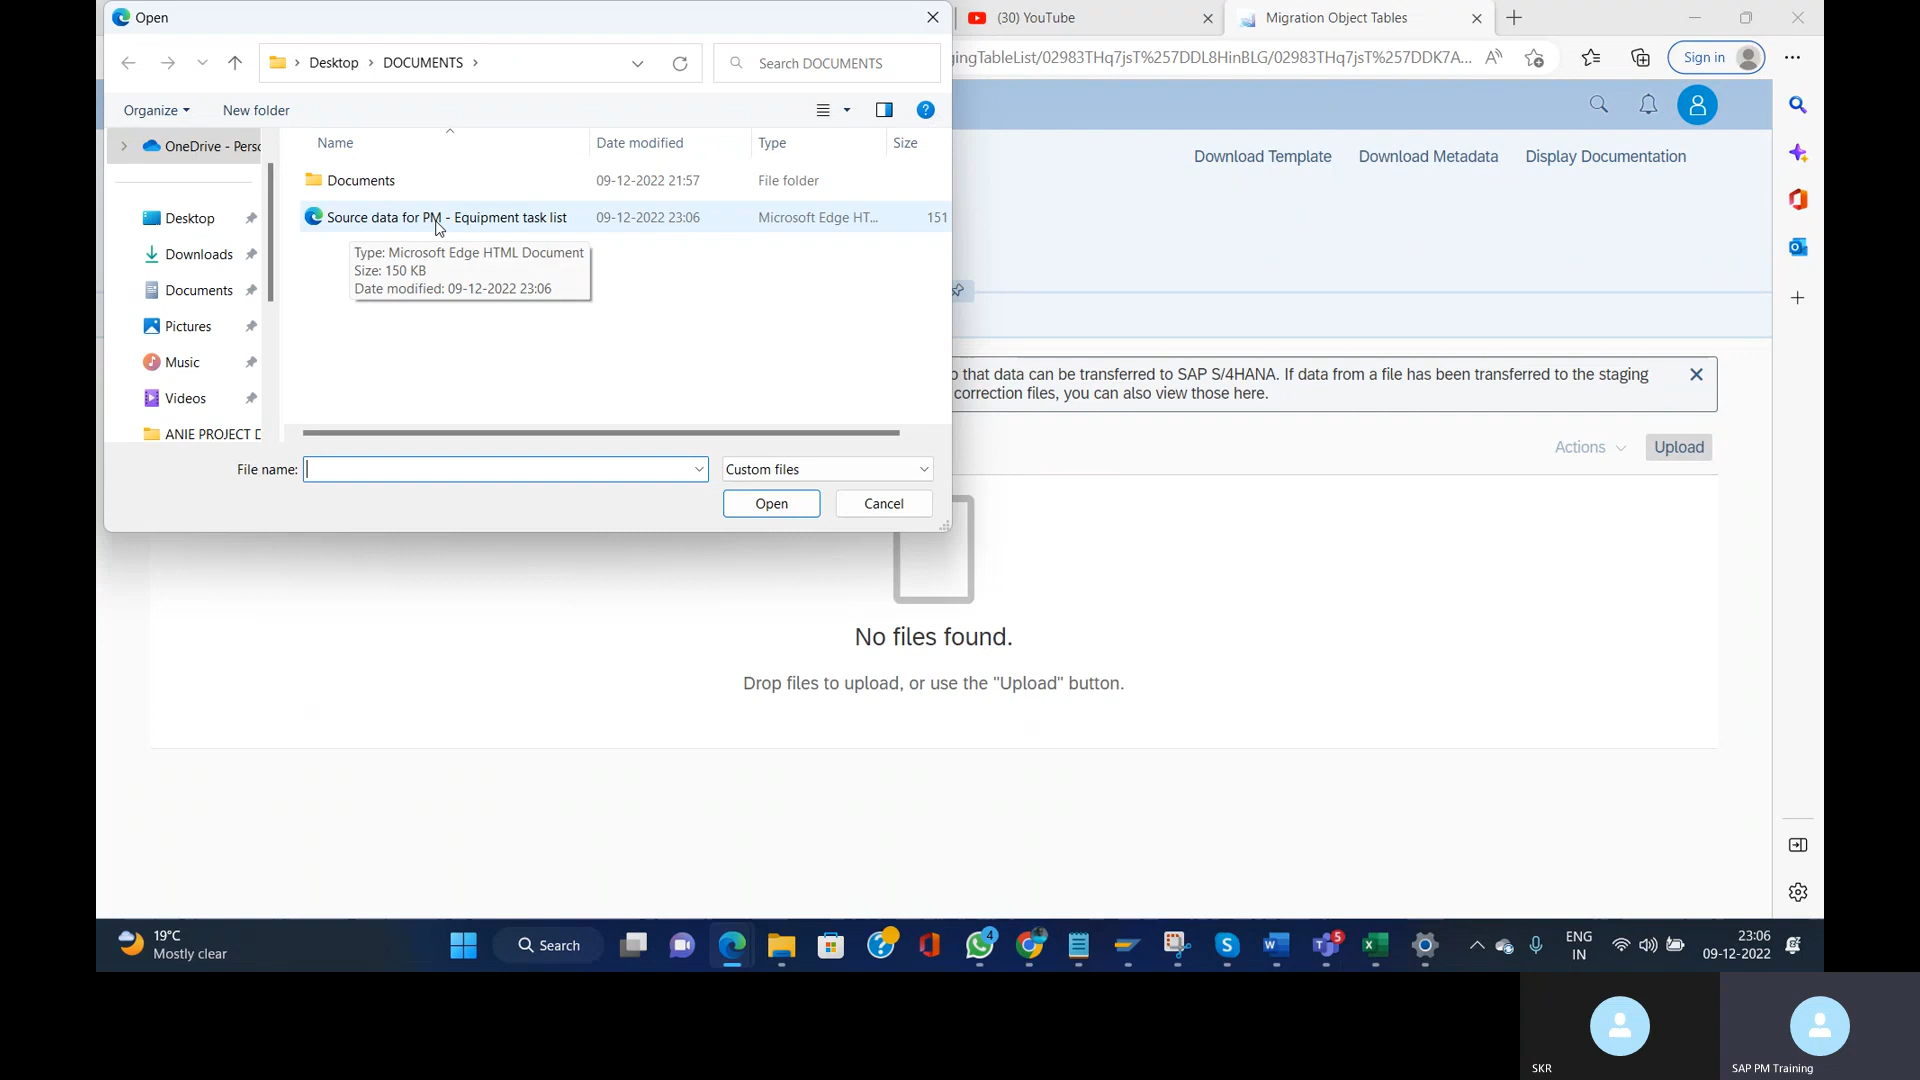 Open
(30) YouTube
Migration Object Tables
Desktop
DOCUMENTS
Search DOCUMENTS
ingTableList/02983THq7jsT%257DDL8HinBLG/02983THq7jsT%257DDK7A...
Sign in
Organize
New folder
OneDrive - Perso
Name
Date modified
Type
Size
Documents
09-12-2022 21:57
File folder
Source data for PM - Equipment task list
09-12-2022 23:06
Microsoft Edge HT...
151
Type: Microsoft Edge HTML Document
Size: 150 KB
Date modified: 09-12-2022 23:06
Desktop
Downloads
Documents
Pictures
Music
Videos
ANIE PROJECT D
File name:
Custom files
Open
Cancel
Download Template
Download Metadata
Display Documentation
o that data can be transferred to SAP S/4HANA. If data from a file has been transferred to the staging
correction files, you can also view those here.
Actions
Upload
No files found.
Drop files to upload, or use the "Upload" button.
19°C
Mostly clear
Search
4
5
ENG
IN
23:06
09-12-2022
SKR
SAP PM Training